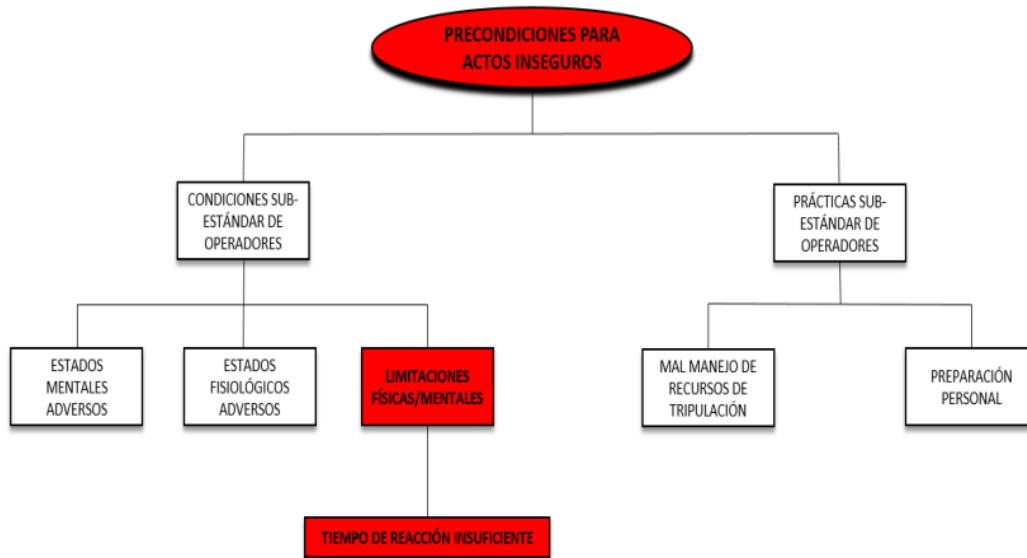 PRECONDICIONES PARA
ACTOS INSEGUROS
CONDICIONES SUB-
ESTÁNDAR DE
OPERADORES
PRÁCTICAS SUB-
ESTÁNDAR DE
OPERADORES
ESTADOS
MENTALES
ADVERSOS
ESTADOS
FISIOLÓGICOS
ADVERSOS
LIMITACIONES
FÍSICAS/MENTALES
MAL MANEJO DE
RECURSOS DE
TRIPULACIÓN
PREPARACIÓN
PERSONAL
TIEMPO DE REACCIÓN INSUFICIENTE